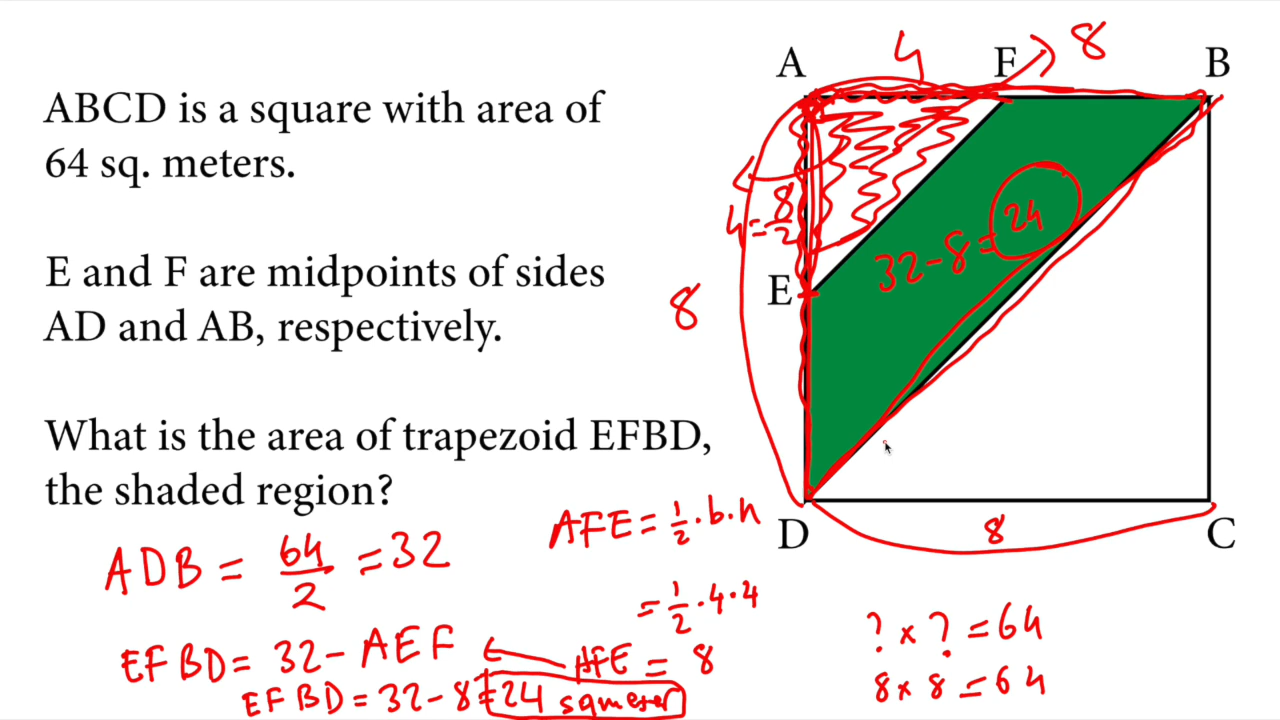 ABCD is a square with area of
64 sq. meters.
E and F are midpoints of sides
AD and AB, respectively.
What is the area of trapezoid EFBD,
the shaded region?
ADB = 64/2 = 32
EFBD = 32 - AEF
EFBD = 32 - 8 = 24 sqmeter
AFE = 1/2 · b · h
= 1/2 · 4 · 4
AFE = 8
? × ? = 64
8 × 8 = 64
4
8
A F B
4 = 8/2
32 - 8 = 24
E
8
D C
8